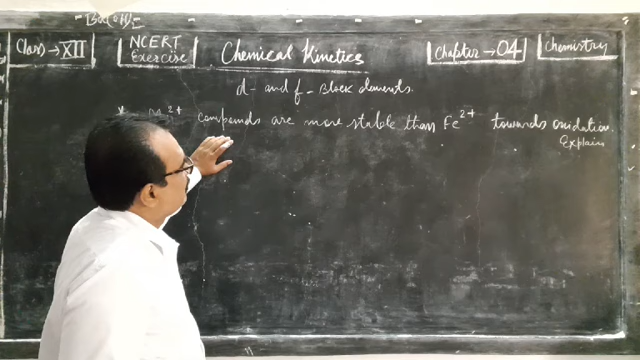 Class → XII
NCERT
Exercise
Chemical Kinetics
Chapter → 04
Chemistry
d- and f-Block elements.
2+ compounds are more stable than Fe2+ towards oxidation.
Explain